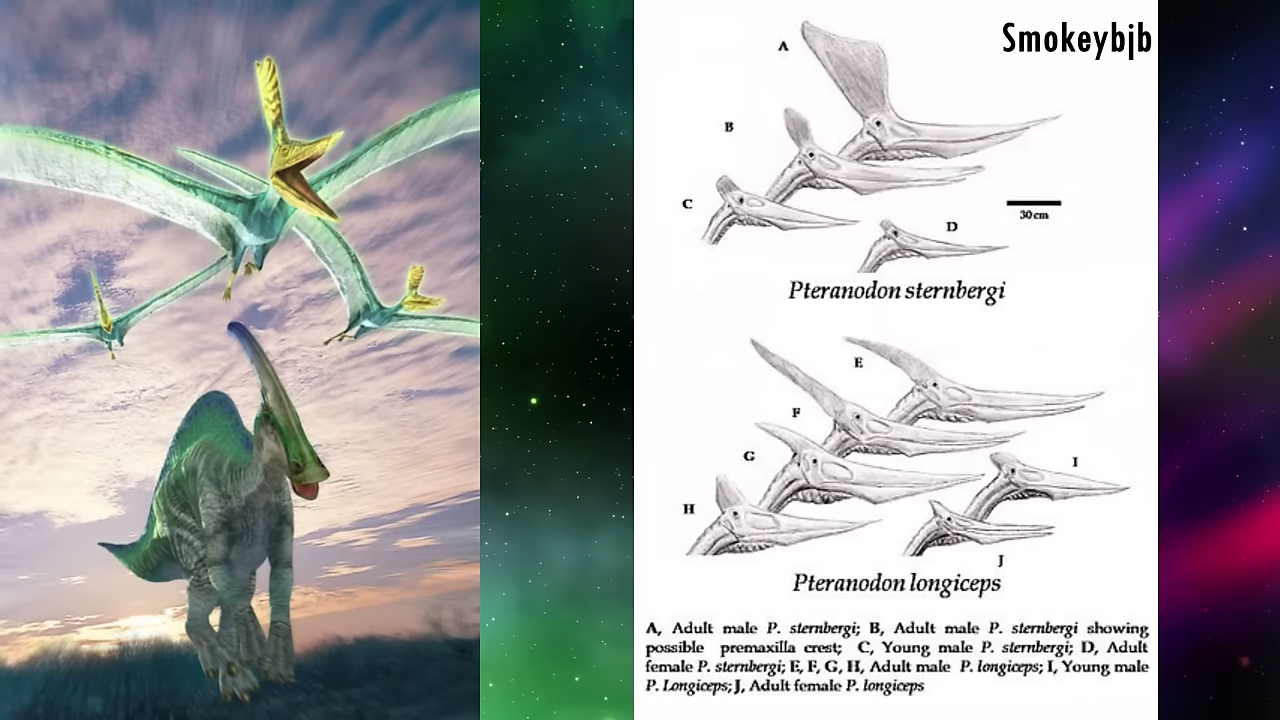 Smokeybjb
A
B
C
D
30 cm
Pteranodon sternbergi
E
F
G
H
I
J
Pteranodon longiceps
A, Adult male P. sternbergi; B, Adult male P. sternbergi showing
possible premaxilla crest; C, Young male P. sternbergi; D, Adult
female P. sternbergi; E, F, G, H, Adult male P. longiceps; I, Young male
P. Longiceps; J, Adult female P. longiceps